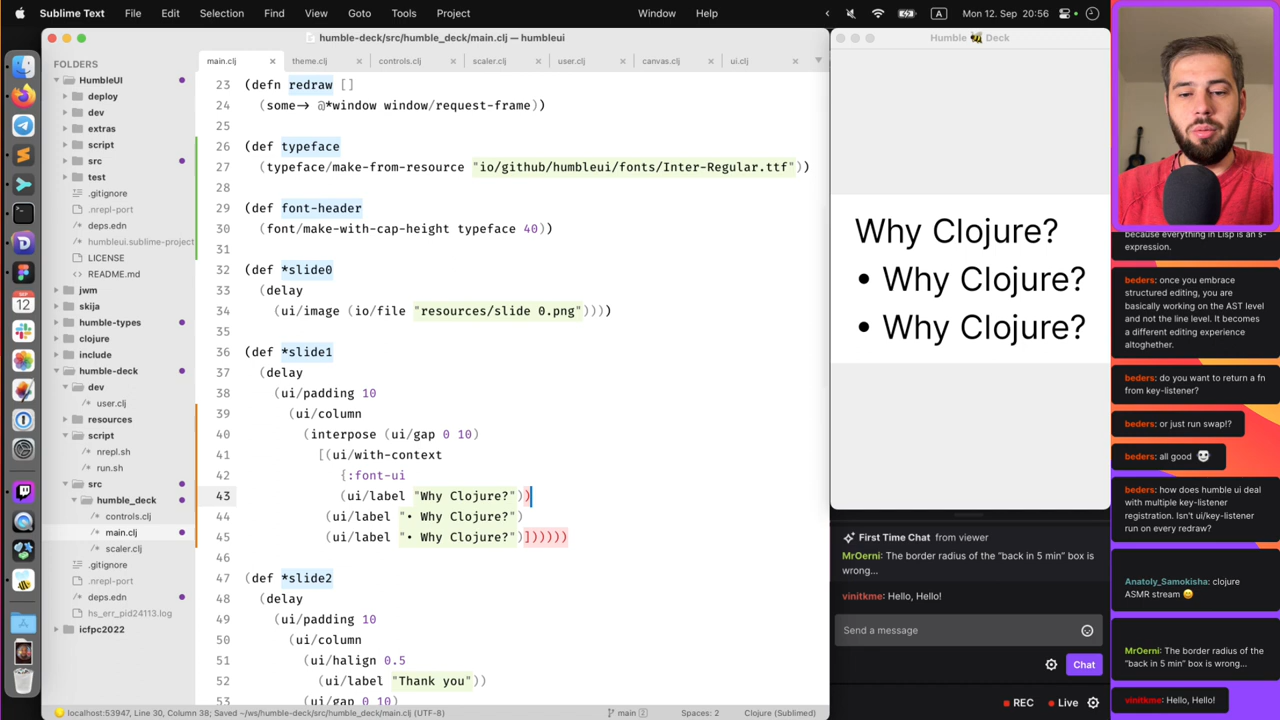 Sublime Text File Edit Selection Find View Goto Tools Project Window Help
A Mon 12. Sep 20:56
humble-deck/src/humble_deck/main.clj — humbleui
Humble 🐝 Deck
FOLDERS
HumbleUI
deploy
dev
extras
script
src
test
.gitignore
.nrepl-port
deps.edn
humbleui.sublime-project
LICENSE
README.md
jwm
skija
humble-types
clojure
include
humble-deck
dev
user.clj
resources
script
nrepl.sh
run.sh
src
humble_deck
controls.clj
main.clj
scaler.clj
.gitignore
.nrepl-port
deps.edn
hs_err_pid24113.log
icfpc2022
SEP
12
main.clj theme.clj controls.clj scaler.clj user.clj canvas.clj ui.clj
23 (defn redraw []
24 (some-> @*window window/request-frame))
25
26 (def typeface
27 (typeface/make-from-resource "io/github/humbleui/fonts/Inter-Regular.ttf"))
28
29 (def font-header
30 (font/make-with-cap-height typeface 40))
31
32 (def *slide0
33 (delay
34 (ui/image (io/file "resources/slide 0.png"))))
35
36 (def *slide1
37 (delay
38 (ui/padding 10
39 (ui/column
40 (interpose (ui/gap 0 10)
41 [(ui/with-context
42 {:font-ui
43 (ui/label "Why Clojure?"))
44 (ui/label "• Why Clojure?")
45 (ui/label "• Why Clojure?")]))))))
46
47 (def *slide2
48 (delay
49 (ui/padding 10
50 (ui/column
51 (ui/halign 0.5
52 (ui/label "Thank you"))
53 (ui/gap 0 10)
localhost:53947, Line 30, Column 38; Saved ~/ws/humble-deck/src/humble_deck/main.clj (UTF-8)
main 2
Spaces: 2
Clojure (Sublimed)
Why Clojure?
• Why Clojure?
• Why Clojure?
First Time Chat from viewer
MrOerni: The border radius of the "back in 5 min" box is
wrong...
vinitkme: Hello, Hello!
Send a message
Chat
REC Live
because everything in Lisp is an s-
expression.
beders: once you embrace
structured editing, you are
basically working on the AST level
and not the line level. It becomes
a different editing experience
altoghether.
beders: do you want to return a fn
from key-listener?
beders: or just run swap!?
beders: all good
beders: how does humble ui deal
with multiple key-listener
registration. Isn't ui/key-listener
run on every redraw?
Anatoly_Samokisha: clojure
ASMR stream 😄
MrOerni: The border radius of the
"back in 5 min" box is wrong...
vinitkme: Hello, Hello!